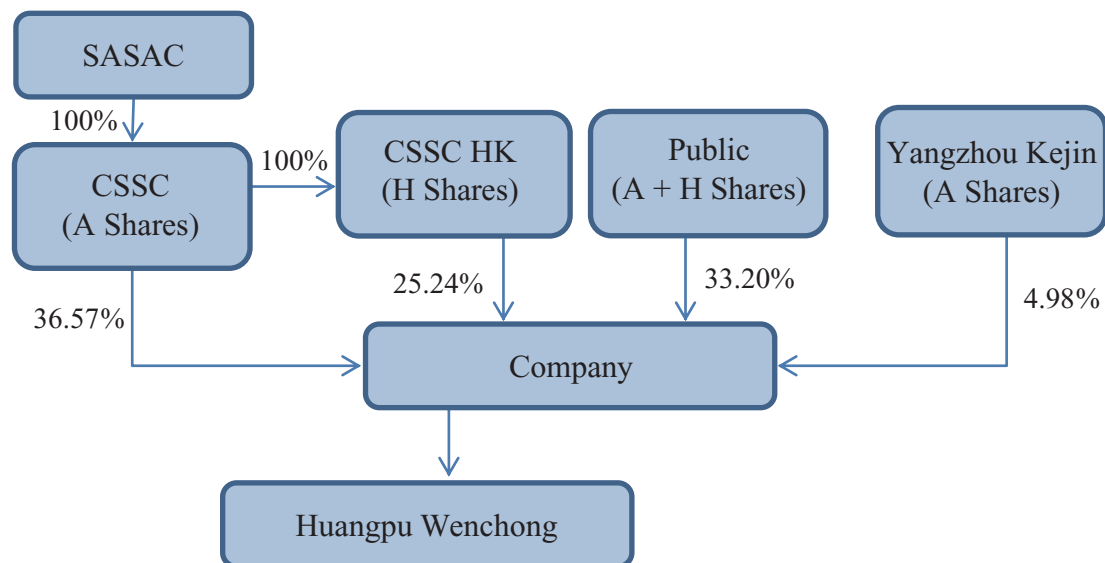 SASAC
100%
CSSC
(A Shares)
100%
CSSC HK
(H Shares)
Public
(A + H Shares)
Yangzhou Kejin
(A Shares)
36.57%
25.24%
33.20%
4.98%
Company
Huangpu Wenchong